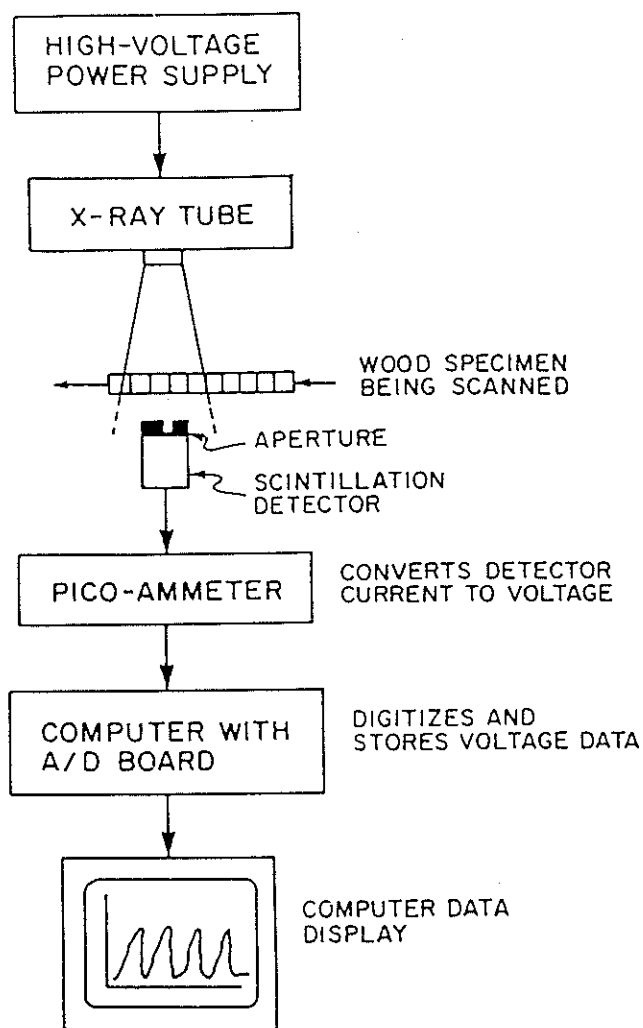 HIGH-VOLTAGE
POWER SUPPLY
X-RAY TUBE
WOOD SPECIMEN
BEING SCANNED
APERTURE
SCINTILLATION
DETECTOR
PICO-AMMETER
CONVERTS DETECTOR
CURRENT TO VOLTAGE
COMPUTER WITH
A/D BOARD
DIGITIZES AND
STORES VOLTAGE DATA
COMPUTER DATA
DISPLAY